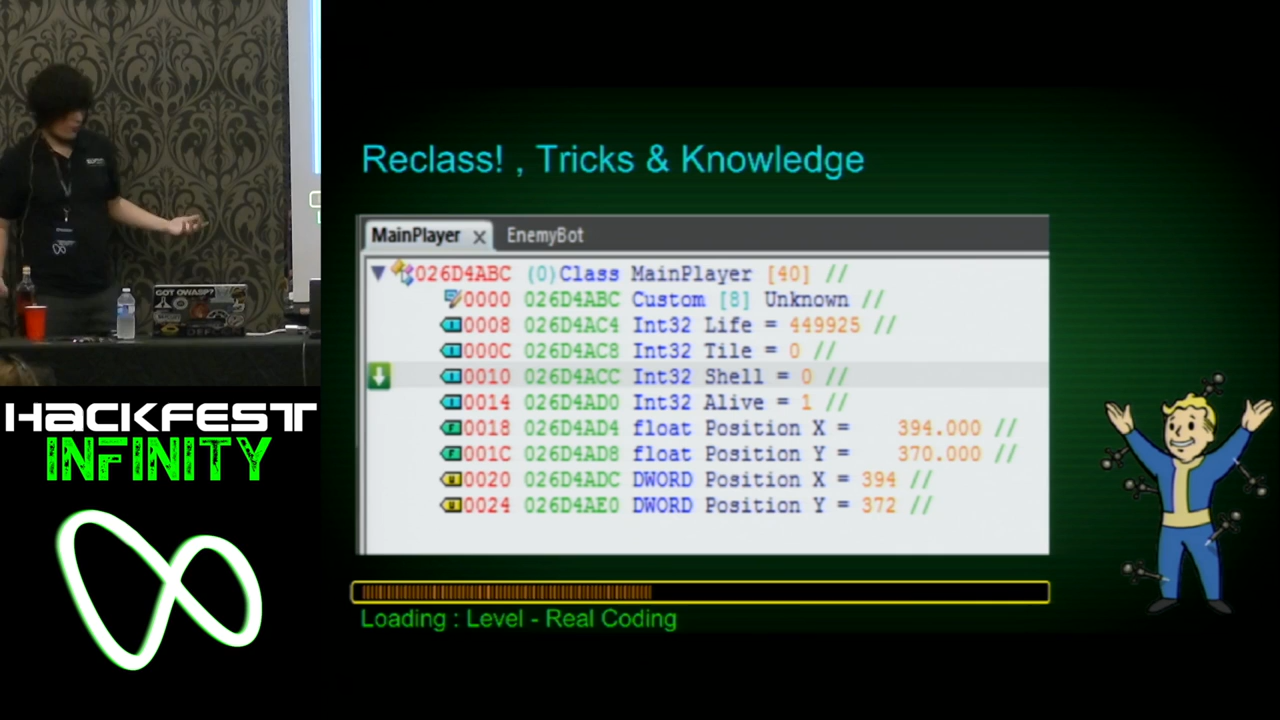 Reclass! , Tricks & Knowledge
MainPlayer x EnemyBot
026D4ABC (0)Class MainPlayer [40] //
0000 026D4ABC Custom [8] Unknown //
0008 026D4AC4 Int32 Life = 449925 //
000C 026D4AC8 Int32 Tile = 0 //
0010 026D4ACC Int32 Shell = 0 //
0014 026D4AD0 Int32 Alive = 1 //
0018 026D4AD4 float Position X = 394.000 //
001C 026D4AD8 float Position Y = 370.000 //
0020 026D4ADC DWORD Position X = 394 //
0024 026D4AE0 DWORD Position Y = 372 //
Loading : Level - Real Coding
GOT OWASP?
HACKFEST
INFINITY